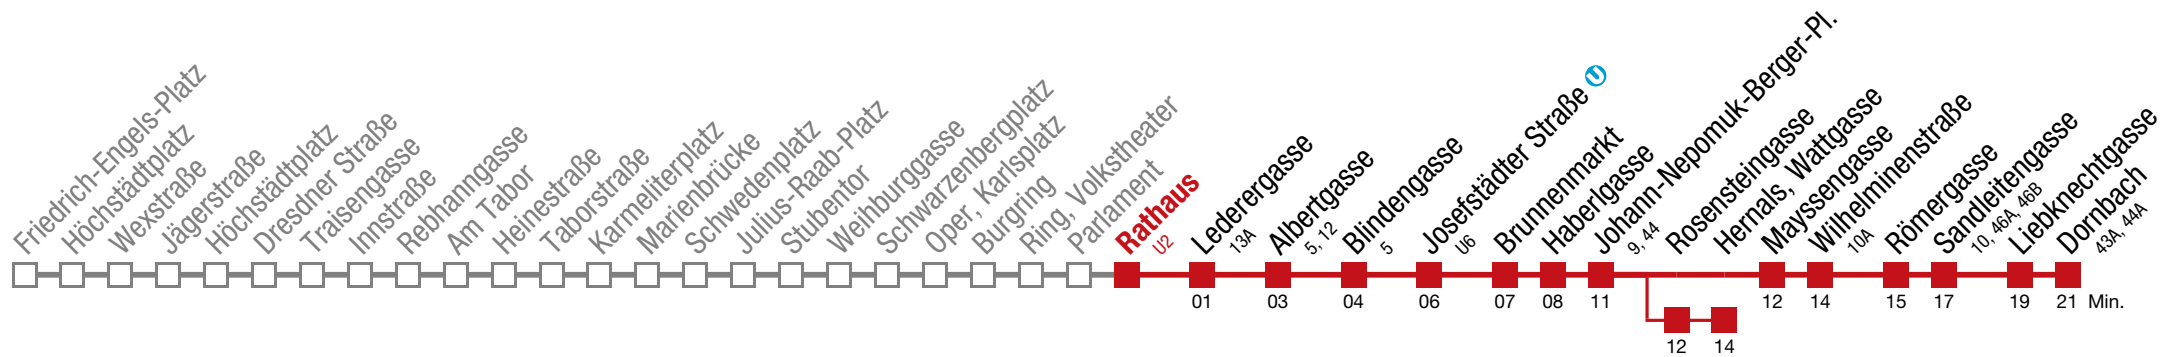 Friedrich-Engels-Platz
Höchstädtplatz
Wexstraße
Jägerstraße
Höchstädtplatz
Dresdner Straße
Traisengasse
Innstraße
Rebhanngasse
Am Tabor
Heinestraße
Taborstraße
Karmeliterplatz
Marienbrücke
Schwedenplatz
Julius-Raab-Platz
Stubentor
Weihburggasse
Schwarzenbergplatz
Oper, Karlsplatz
Burgring
Ring, Volkstheater
Parlament
Rathaus
U2
Lederergasse
13A
Albertgasse
5, 12
Blindengasse
5
Josefstädter Straße
U6
Brunnenmarkt
Haberlgasse
Johann-Nepomuk-Berger-Pl.
9, 44
Rosensteingasse
Hernals, Wattgasse
Mayssengasse
Wilhelminenstraße
10A
Römergasse
Sandleitengasse
10, 46A, 46B
Liebknechtgasse
Dornbach
43A, 44A
01 03 04 06 07 08 11 12 14 15 17 19 21 Min.
12 14